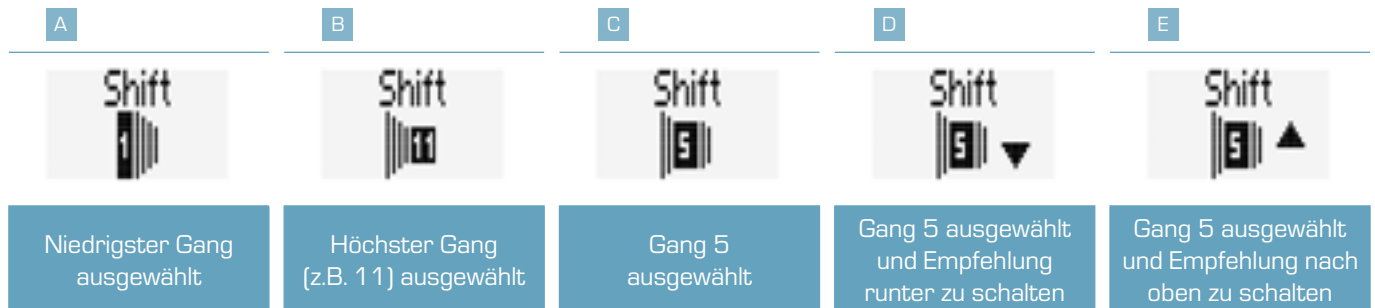 A
B
C
D
E
Shift
1
Shift
11
Shift
5
Shift
5
Shift
5
Niedrigster Gang
ausgewählt
Höchster Gang
(z.B. 11) ausgewählt
Gang 5
ausgewählt
Gang 5 ausgewählt
und Empfehlung
runter zu schalten
Gang 5 ausgewählt
und Empfehlung nach
oben zu schalten